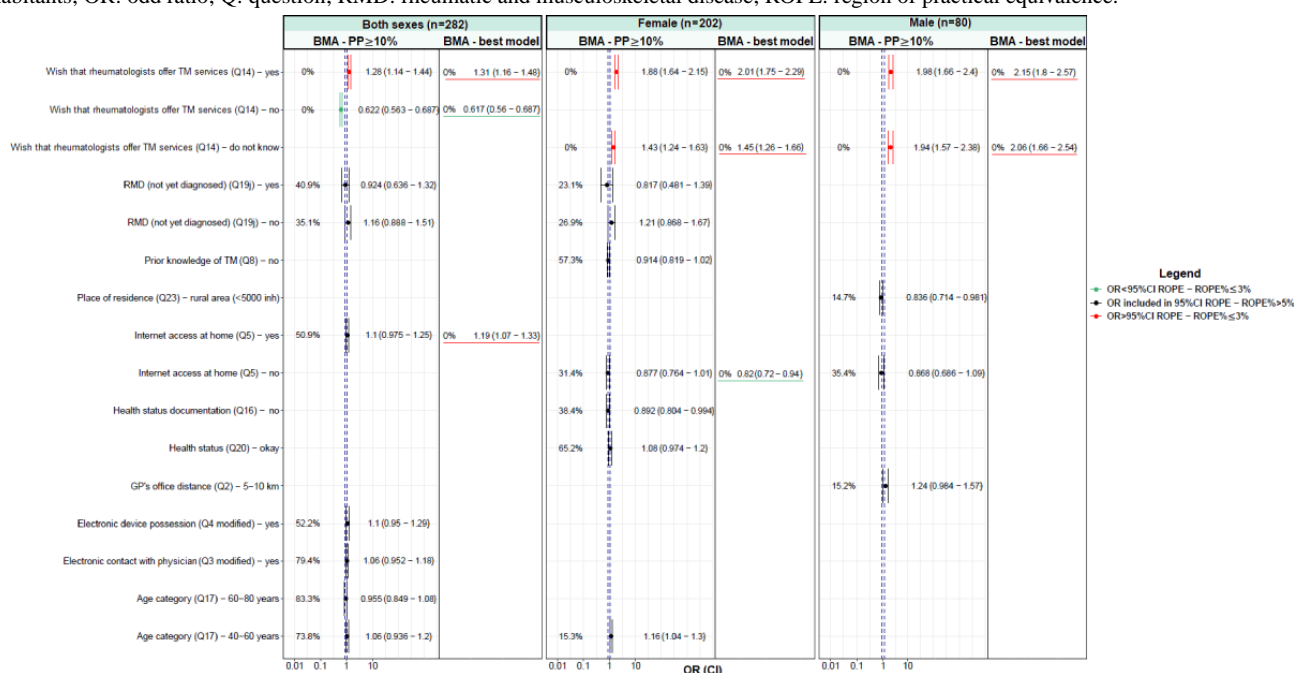 habitants; OR: odd ratio; Q: question; RMD: rheumatic and musculoskeletal disease; ROPE: region of practical equivalence.
Both sexes (n=282) Female (n=202) Male (n=80)
BMA - PP≥10% BMA - best model BMA - PP≥10% BMA - best model BMA - PP≥10% BMA - best model
Wish that rheumatologists offer TM services (Q14) − yes 0% 1.28 (1.14 − 1.44) 0% 1.31 (1.16 − 1.48) 0% 1.88 (1.64 − 2.15) 0% 2.01 (1.75 − 2.29) 0% 1.98 (1.66 − 2.4) 0% 2.15 (1.8 − 2.57)
Wish that rheumatologists offer TM services (Q14) − no 0% 0.622 (0.563 − 0.687) 0% 0.617 (0.56 − 0.687)
Wish that rheumatologists offer TM services (Q14) − do not know 0% 1.43 (1.24 − 1.63) 0% 1.45 (1.26 − 1.66) 0% 1.94 (1.57 − 2.38) 0% 2.06 (1.66 − 2.54)
RMD (not yet diagnosed) (Q19j) − yes 40.9% 0.924 (0.636 − 1.32) 23.1% 0.817 (0.481 − 1.39)
RMD (not yet diagnosed) (Q19j) − no 35.1% 1.16 (0.888 − 1.51) 26.9% 1.21 (0.868 − 1.67)
Prior knowledge of TM (Q8) − no 57.3% 0.914 (0.819 − 1.02)
Place of residence (Q23) − rural area (<5000 inh) 14.7% 0.836 (0.714 − 0.981)
Internet access at home (Q5) − yes 50.9% 1.1 (0.975 − 1.25) 0% 1.19 (1.07 − 1.33)
Internet access at home (Q5) − no 31.4% 0.877 (0.764 − 1.01) 0% 0.82 (0.72 − 0.94) 35.4% 0.868 (0.686 − 1.09)
Health status documentation (Q16) − no 38.4% 0.892 (0.804 − 0.994)
Health status (Q20) − okay 65.2% 1.08 (0.974 − 1.2)
GP's office distance (Q2) − 5−10 km 15.2% 1.24 (0.984 − 1.57)
Electronic device possession (Q4 modified) − yes 52.2% 1.1 (0.95 − 1.29)
Electronic contact with physician (Q3 modified) − yes 79.4% 1.06 (0.952 − 1.18)
Age category (Q17) − 60−80 years 83.3% 0.955 (0.849 − 1.08)
Age category (Q17) − 40−60 years 73.8% 1.06 (0.936 − 1.2) 15.3% 1.16 (1.04 − 1.3)
0.01 0.1 1 10 0.01 0.1 1 10 0.01 0.1 1 10
OR (CI)
Legend
OR<95%CI ROPE − ROPE%≤3%
OR included in 95%CI ROPE − ROPE%>5%
OR>95%CI ROPE − ROPE%≤3%